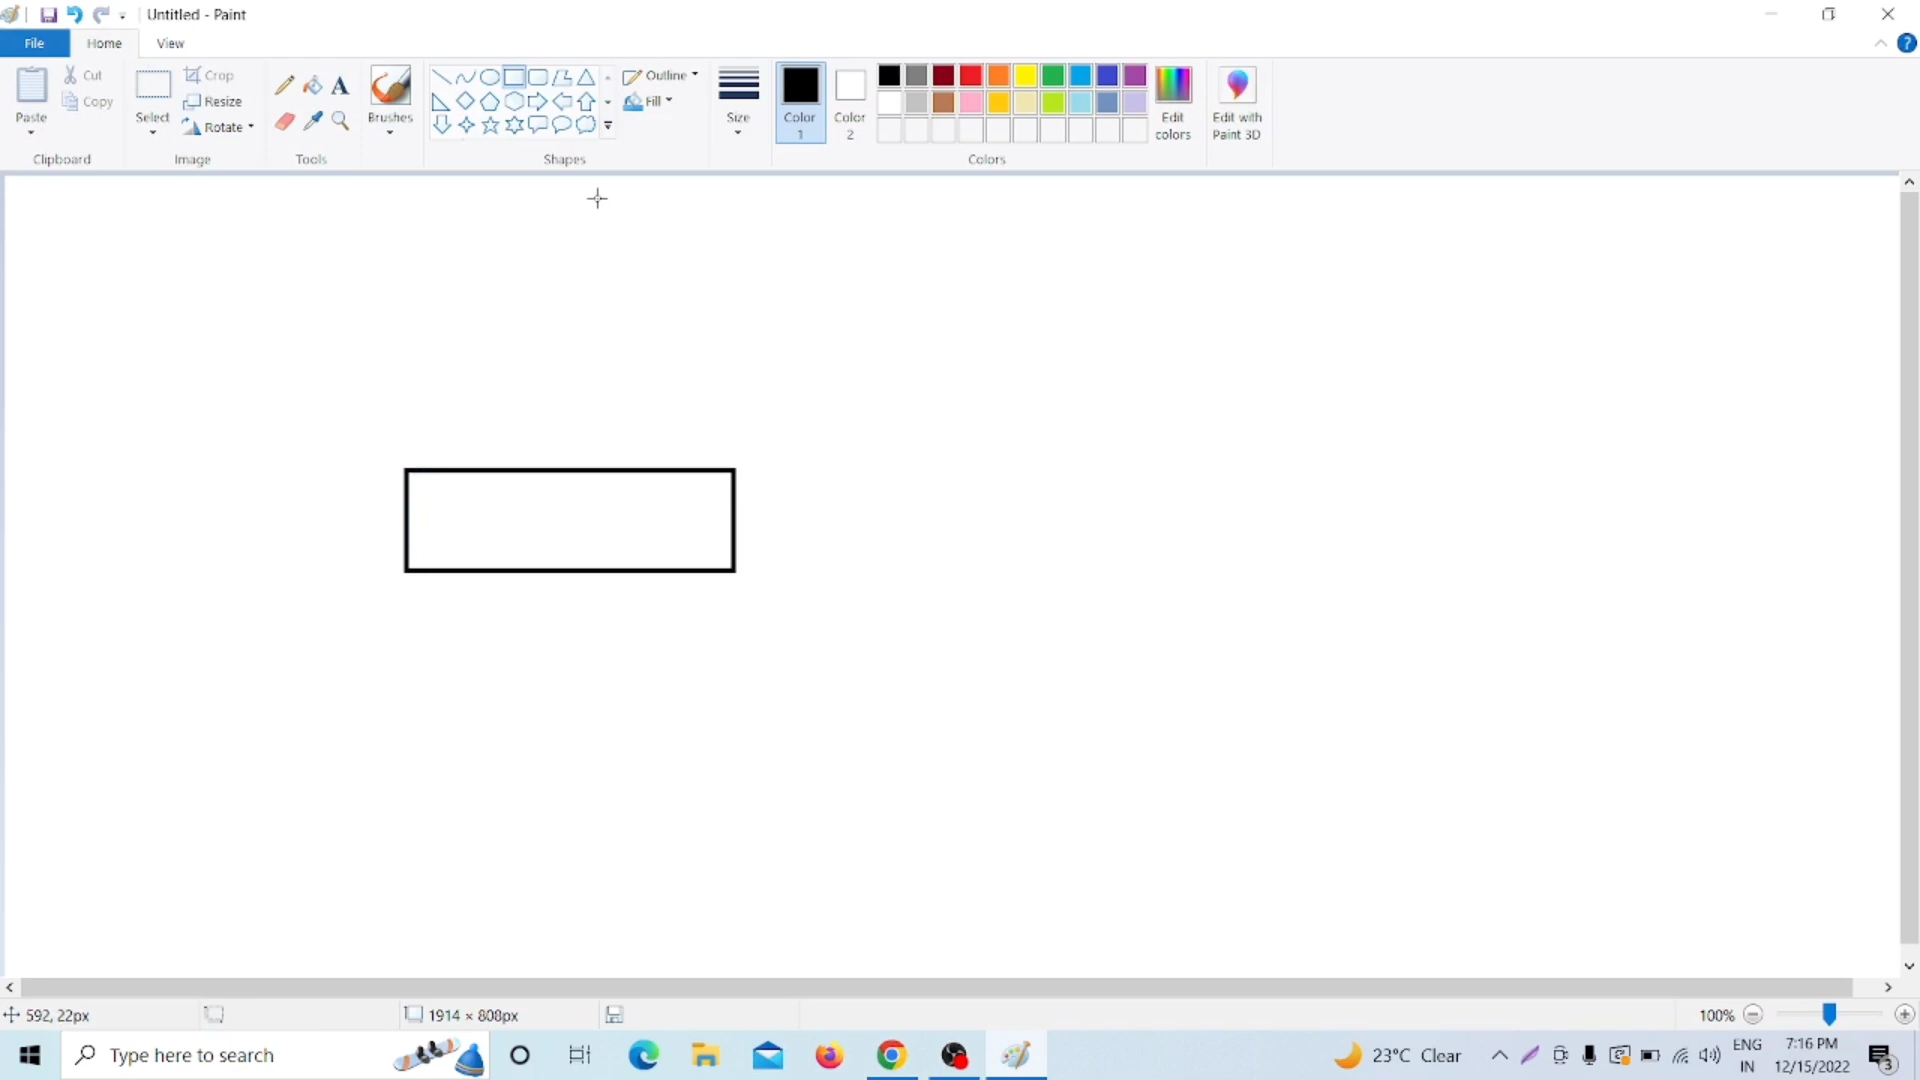 Untitled - Paint
File Home View
Paste
Cut
Copy
Clipboard
Select
Crop
Resize
Rotate
Image
A
Tools
Brushes
Outline
Fill
Shapes
Size
Color 1
Color 2
Edit colors
Colors
Edit with Paint 3D
592, 22px
1914 × 808px
100%
Type here to search
23°C Clear
ENG
IN
7:16 PM
12/15/2022
3